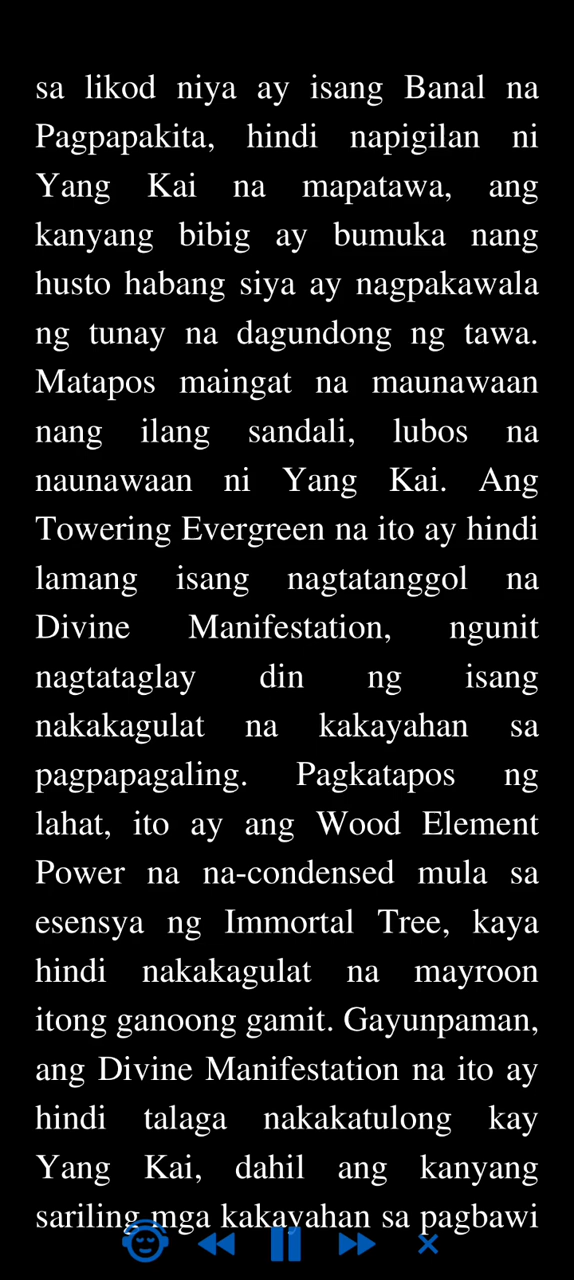 sa likod niya ay isang Banal na
Pagpapakita, hindi napigilan ni
Yang Kai na mapatawa, ang
kanyang bibig ay bumuka nang
husto habang siya ay nagpakawala
ng tunay na dagundong ng tawa.
Matapos maingat na maunawaan
nang ilang sandali, lubos na
naunawaan ni Yang Kai. Ang
Towering Evergreen na ito ay hindi
lamang isang nagtatanggol na
Divine Manifestation, ngunit
nagtataglay din ng isang
nakakagulat na kakayahan sa
pagpapagaling. Pagkatapos ng
lahat, ito ay ang Wood Element
Power na na-condensed mula sa
esensya ng Immortal Tree, kaya
hindi nakakagulat na mayroon
itong ganoong gamit. Gayunpaman,
ang Divine Manifestation na ito ay
hindi talaga nakakatulong kay
Yang Kai, dahil ang kanyang
sariling mga kakayahan sa pagbawi